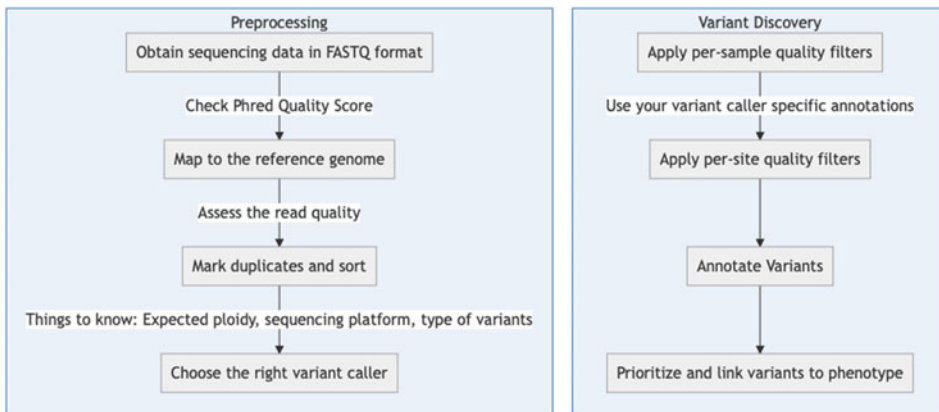 Preprocessing
Obtain sequencing data in FASTQ format
Check Phred Quality Score
Map to the reference genome
Assess the read quality
Mark duplicates and sort
Things to know: Expected ploidy, sequencing platform, type of variants
Choose the right variant caller
Variant Discovery
Apply per-sample quality filters
Use your variant caller specific annotations
Apply per-site quality filters
Annotate Variants
Prioritize and link variants to phenotype